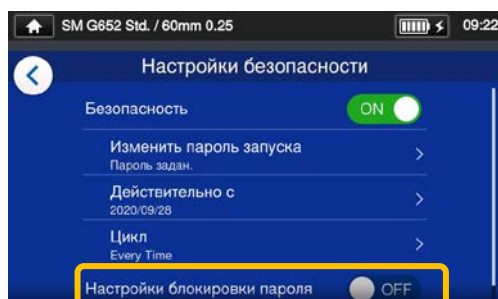 SM G652 Std. / 60mm 0.25
09:22
Настройки безопасности
Безопасность
ON
Изменить пароль запуска
Пароль задан.
Действительно с
2020/09/28
Цикл
Every Time
Настройки блокировки пароля
OFF